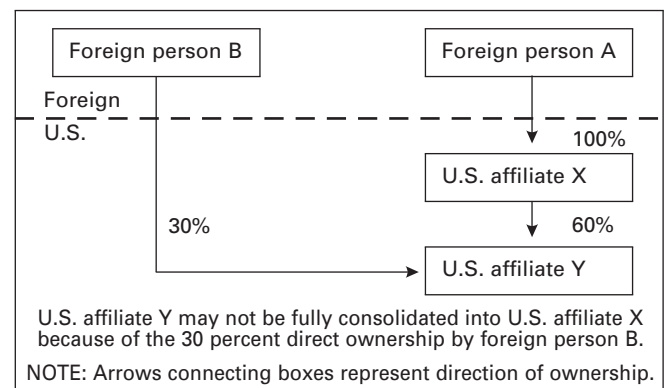 Foreign person B
Foreign person A
Foreign
U.S.
100%
U.S. affiliate X
30%
60%
U.S. affiliate Y
U.S. affiliate Y may not be fully consolidated into U.S. affiliate X
because of the 30 percent direct ownership by foreign person B.
NOTE: Arrows connecting boxes represent direction of ownership.